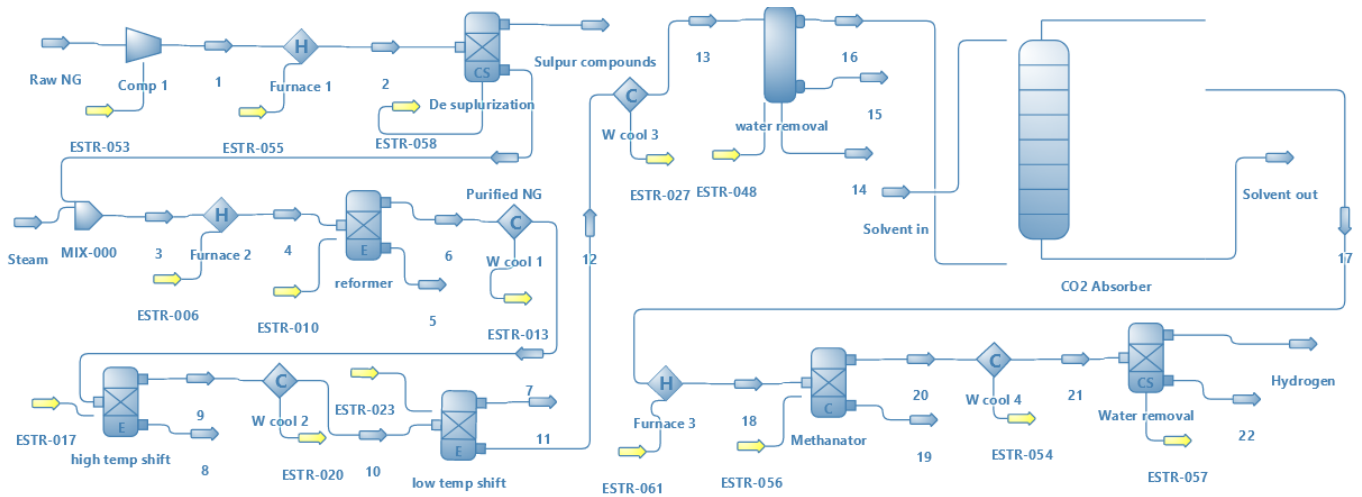 Raw NG
Comp 1
1
H
Furnace 1
2
CS
Sulpur compounds
De suplurization
ESTR-053
ESTR-055
ESTR-058
C
W cool 3
13
water removal
16
15
14
ESTR-027
ESTR-048
Solvent in
Solvent out
CO2 Absorber
17
Steam
MIX-000
3
H
Furnace 2
4
E
reformer
6
5
Purified NG
C
W cool 1
12
ESTR-006
ESTR-010
ESTR-013
ESTR-017
E
high temp shift
9
8
C
W cool 2
ESTR-020
ESTR-023
10
E
low temp shift
7
11
H
Furnace 3
ESTR-061
18
ESTR-056
C
Methanator
20
19
C
W cool 4
ESTR-054
21
CS
Water removal
ESTR-057
Hydrogen
22